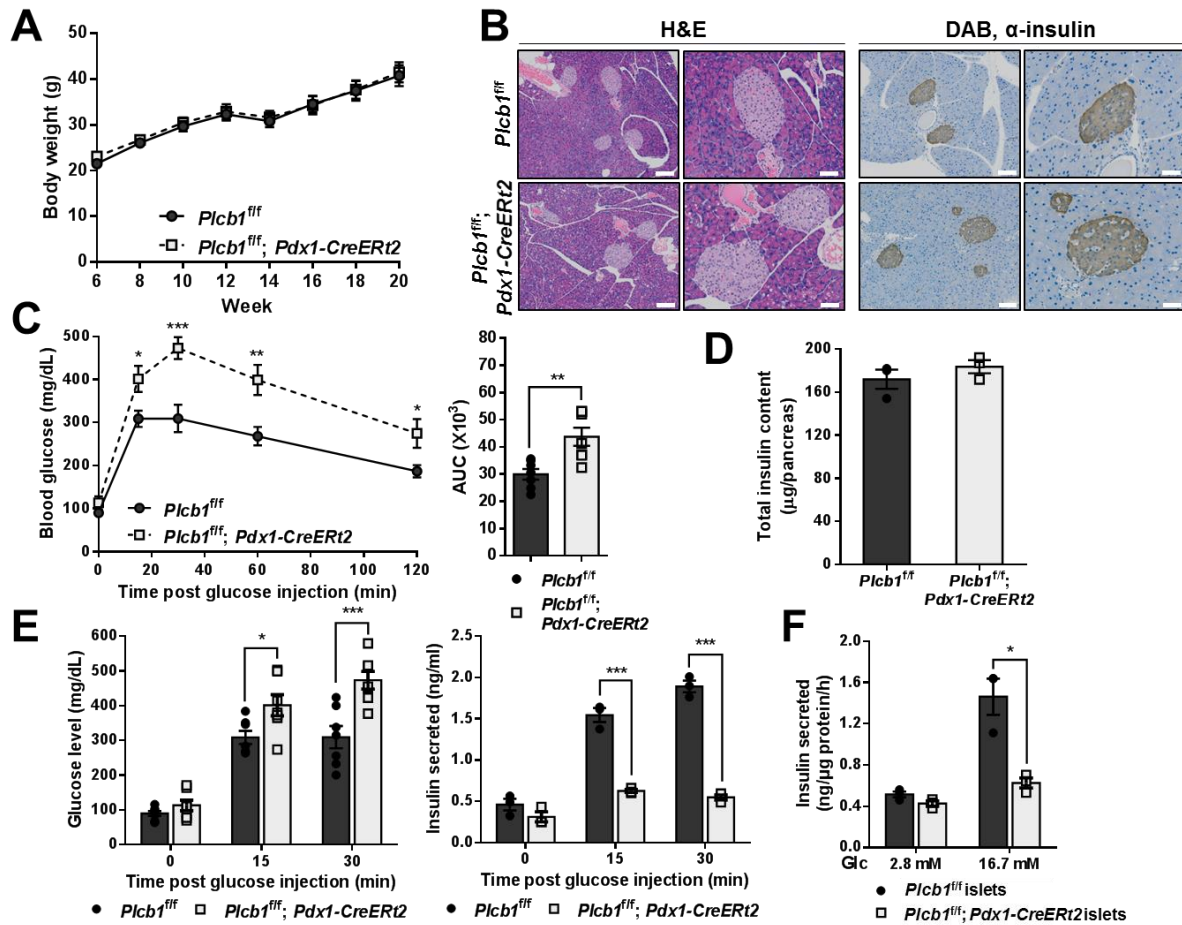 A
Body weight (g)
50
40
30
20
10
0
6 8 10 12 14 16 18 20
Week
Plcb1f/f
Plcb1f/f; Pdx1-CreERt2
B
H&E
DAB, α-insulin
Plcb1f/f
Plcb1f/f;
Pdx1-CreERt2
C
Blood glucose (mg/dL)
500
400
300
200
100
0
* *** ** *
Plcb1f/f
Plcb1f/f; Pdx1-CreERt2
0 20 40 60 80 100 120
Time post glucose injection (min)
AUC (X10³)
80
70
60
50
40
30
20
10
0
**
Plcb1f/f
Plcb1f/f;
Pdx1-CreERt2
D
Total insulin content
(µg/pancreas)
200
160
120
80
40
0
Plcb1f/f
Plcb1f/f;
Pdx1-CreERt2
E
Glucose level (mg/dL)
600
500
400
300
200
100
0
* ***
0 15 30
Time post glucose injection (min)
Plcb1f/f Plcb1f/f; Pdx1-CreERt2
Insulin secreted (ng/ml)
2.5
2.0
1.5
1.0
0.5
0.0
*** ***
0 15 30
Time post glucose injection (min)
Plcb1f/f Plcb1f/f; Pdx1-CreERt2
F
Insulin secreted
(ng/µg protein/h)
2.0
1.6
1.2
0.8
0.4
0.0
*
Glc 2.8 mM 16.7 mM
Plcb1f/f islets
Plcb1f/f; Pdx1-CreERt2 islets